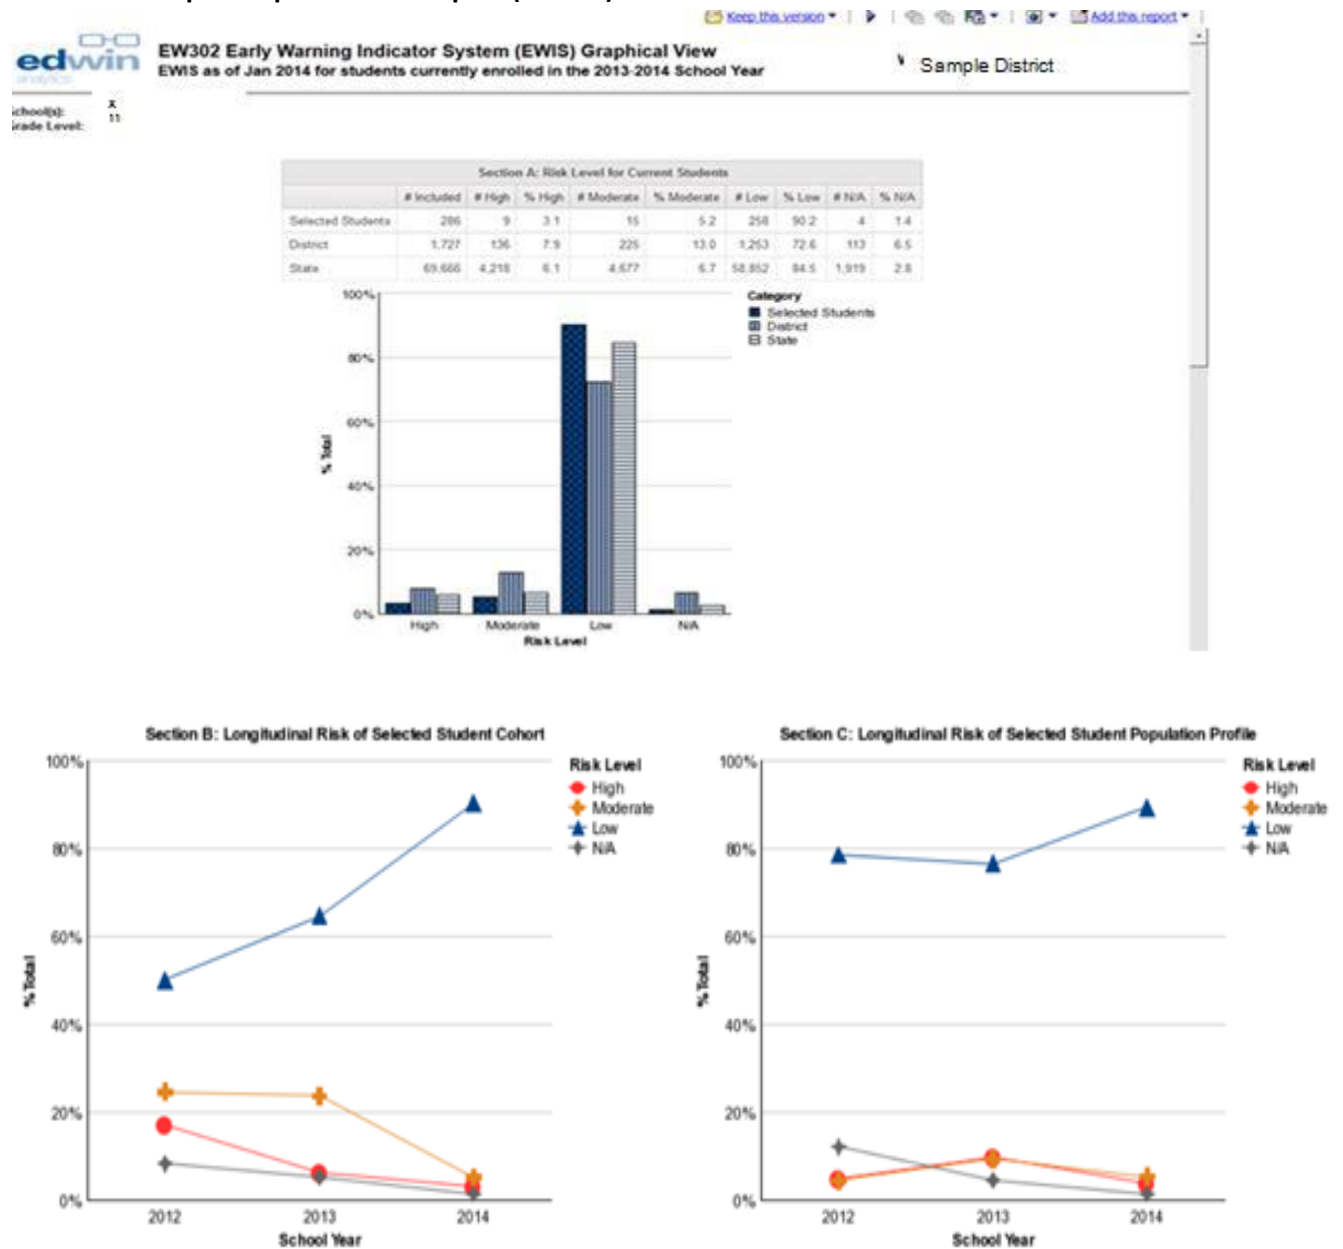 Keep this version Add this report
edwin
analytics
EW302 Early Warning Indicator System (EWIS) Graphical View
EWIS as of Jan 2014 for students currently enrolled in the 2013-2014 School Year
Sample District
School(s): X
Grade Level: 11
Section A: Risk Level for Current Students
# Included # High % High # Moderate % Moderate # Low % Low # N/A % N/A
Selected Students 286 9 3.1 15 5.2 258 90.2 4 1.4
District 1,727 136 7.9 225 13.0 1,253 72.6 113 6.5
State 69,666 4,218 6.1 4,677 6.7 58,852 84.5 1,919 2.8
100%
80%
60%
40%
20%
0%
% Total
High Moderate Low N/A
Risk Level
Category
Selected Students
District
State
Section B: Longitudinal Risk of Selected Student Cohort
100%
80%
60%
40%
20%
0%
% Total
2012 2013 2014
School Year
Risk Level
High
Moderate
Low
N/A
Section C: Longitudinal Risk of Selected Student Population Profile
100%
80%
60%
40%
20%
0%
% Total
2012 2013 2014
School Year
Risk Level
High
Moderate
Low
N/A